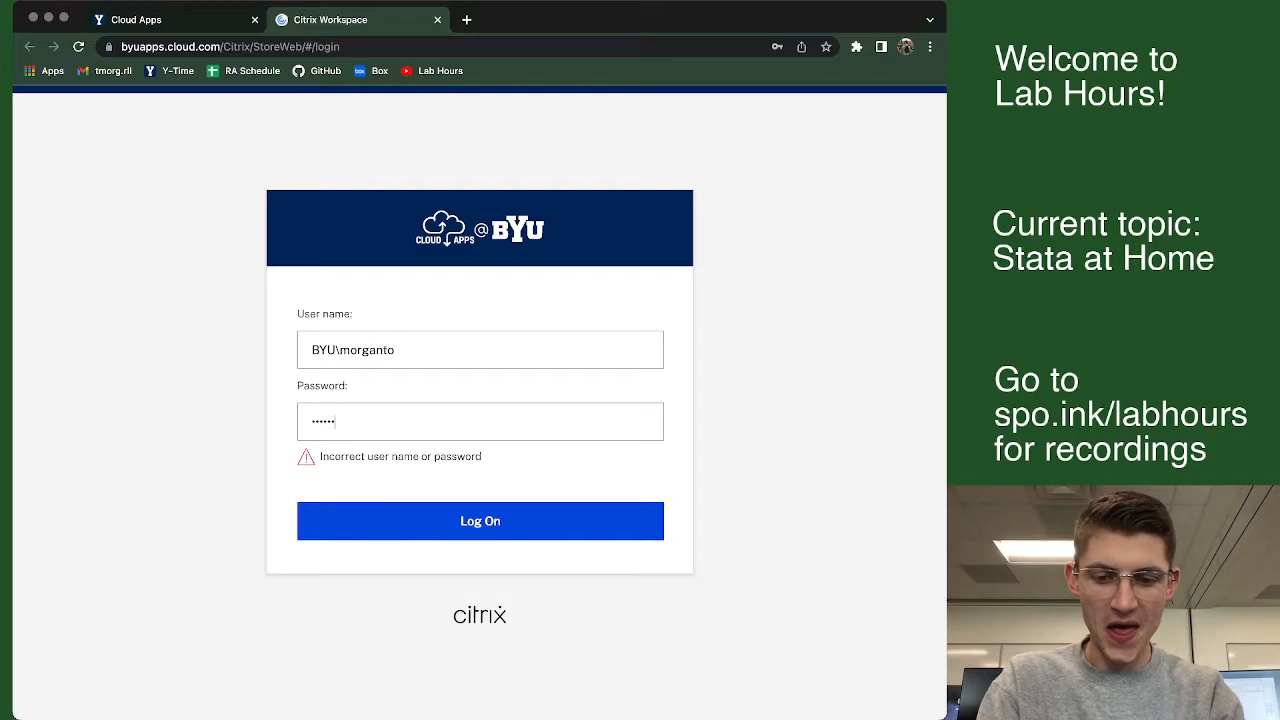 Cloud Apps
Citrix Workspace
byuapps.cloud.com/Citrix/StoreWeb/#/login
Apps
tmorg.rll
Y-Time
RA Schedule
GitHub
box
Box
Lab Hours
CLOUD APPS @ BYU
User name:
BYU\morganto
Password:
••••••
Incorrect user name or password
Log On
citrix
Welcome to
Lab Hours!
Current topic:
Stata at Home
Go to
spo.ink/labhours
for recordings